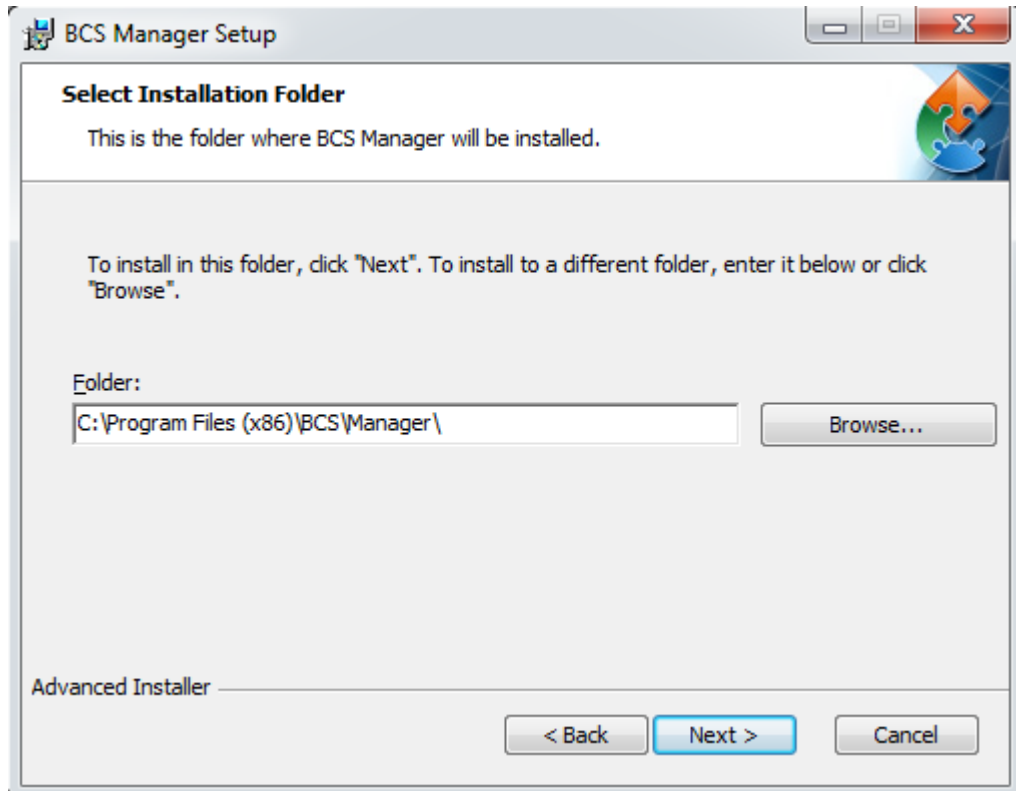 BCS Manager Setup
Select Installation Folder
This is the folder where BCS Manager will be installed.
To install in this folder, click "Next". To install to a different folder, enter it below or click
"Browse".
Folder:
C:\Program Files (x86)\BCS\Manager\
Browse...
Advanced Installer
< Back
Next >
Cancel